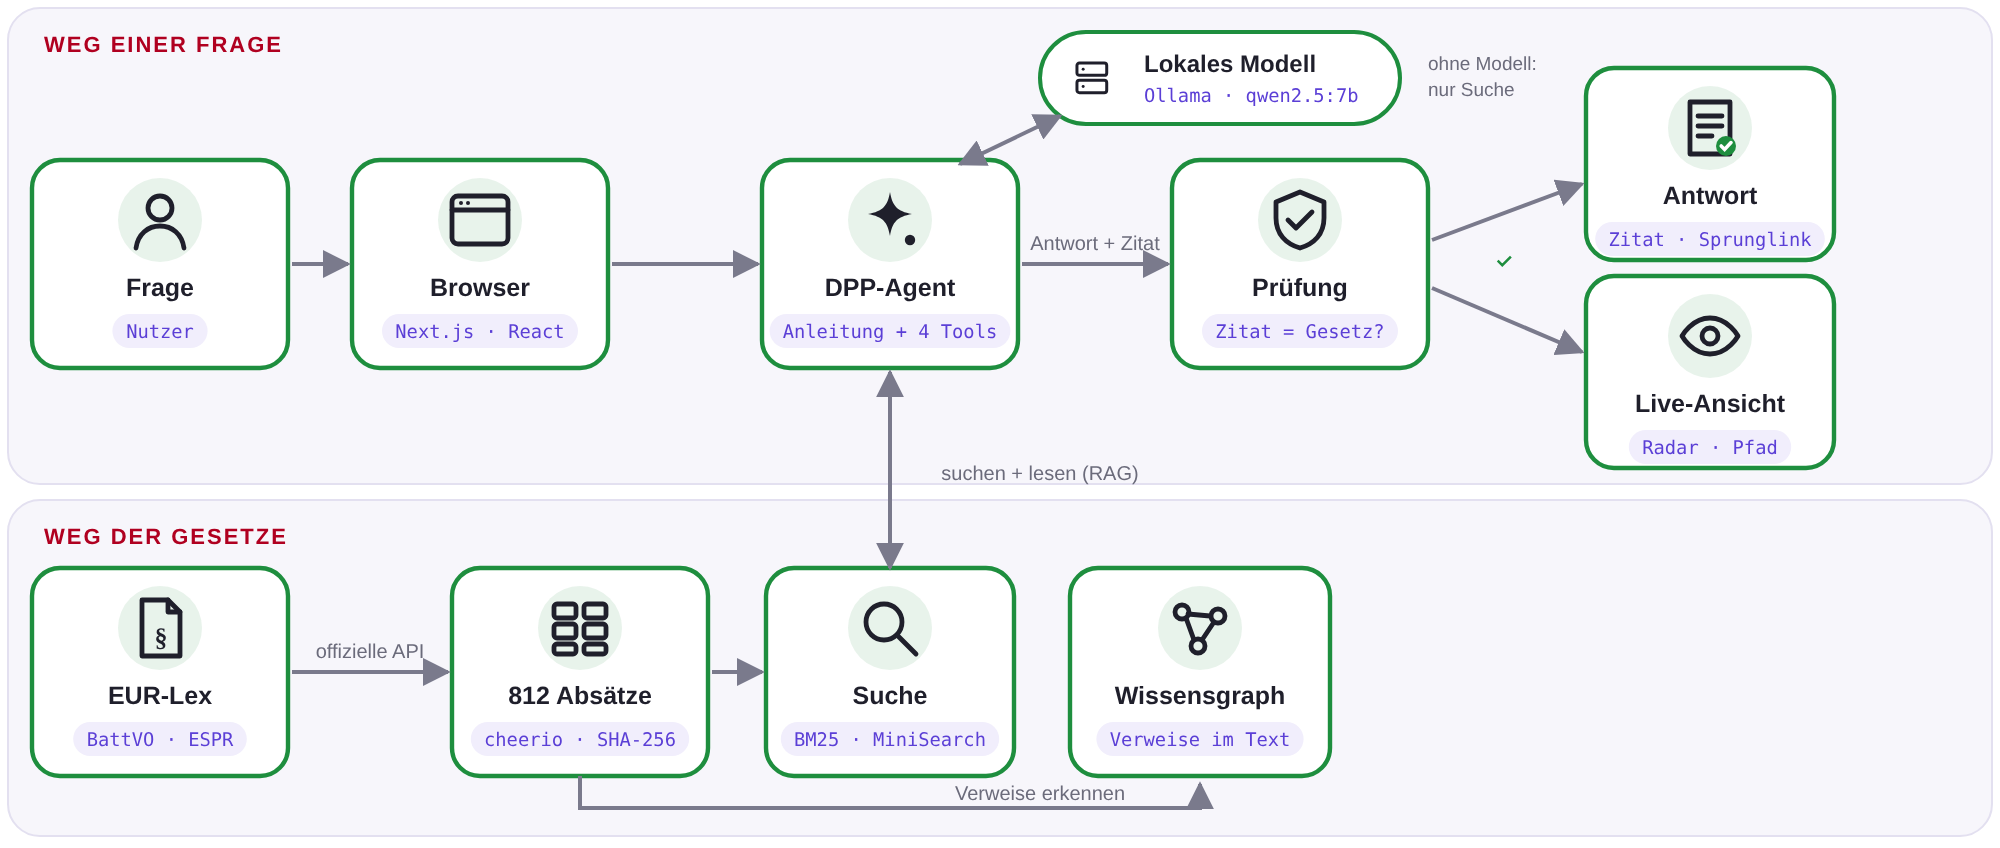 WEG EINER FRAGE
Lokales Modell
Ollama · qwen2.5:7b
ohne Modell:
nur Suche
Frage
Nutzer
Browser
Next.js · React
DPP-Agent
Anleitung + 4 Tools
Antwort + Zitat
Prüfung
Zitat = Gesetz?
Antwort
Zitat · Sprunglink
Live-Ansicht
Radar · Pfad
suchen + lesen (RAG)
WEG DER GESETZE
§
EUR-Lex
BattVO · ESPR
offizielle API
812 Absätze
cheerio · SHA-256
Suche
BM25 · MiniSearch
Wissensgraph
Verweise im Text
Verweise erkennen